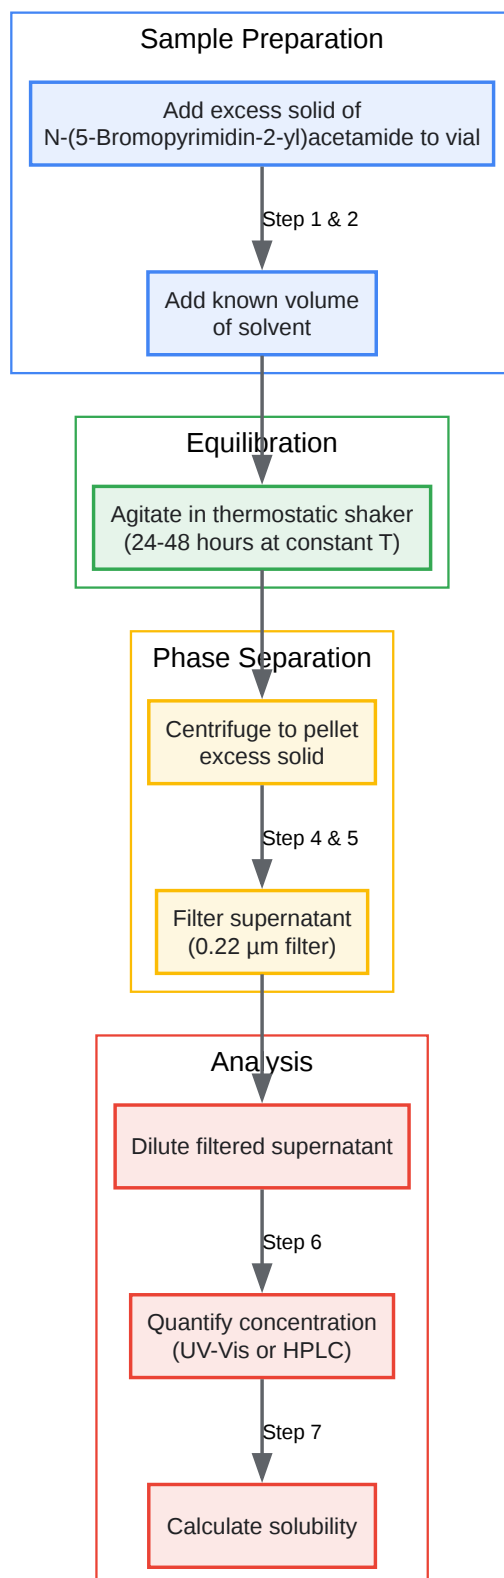 Sample Preparation
Add excess solid of
N-(5-Bromopyrimidin-2-yl)acetamide to vial
Step 1 & 2
Add known volume
of solvent
Equilibration
Agitate in thermostatic shaker
(24-48 hours at constant T)
Phase Separation
Centrifuge to pellet
excess solid
Step 4 & 5
Filter supernatant
(0.22 µm filter)
Analysis
Dilute filtered supernatant
Step 6
Quantify concentration
(UV-Vis or HPLC)
Step 7
Calculate solubility